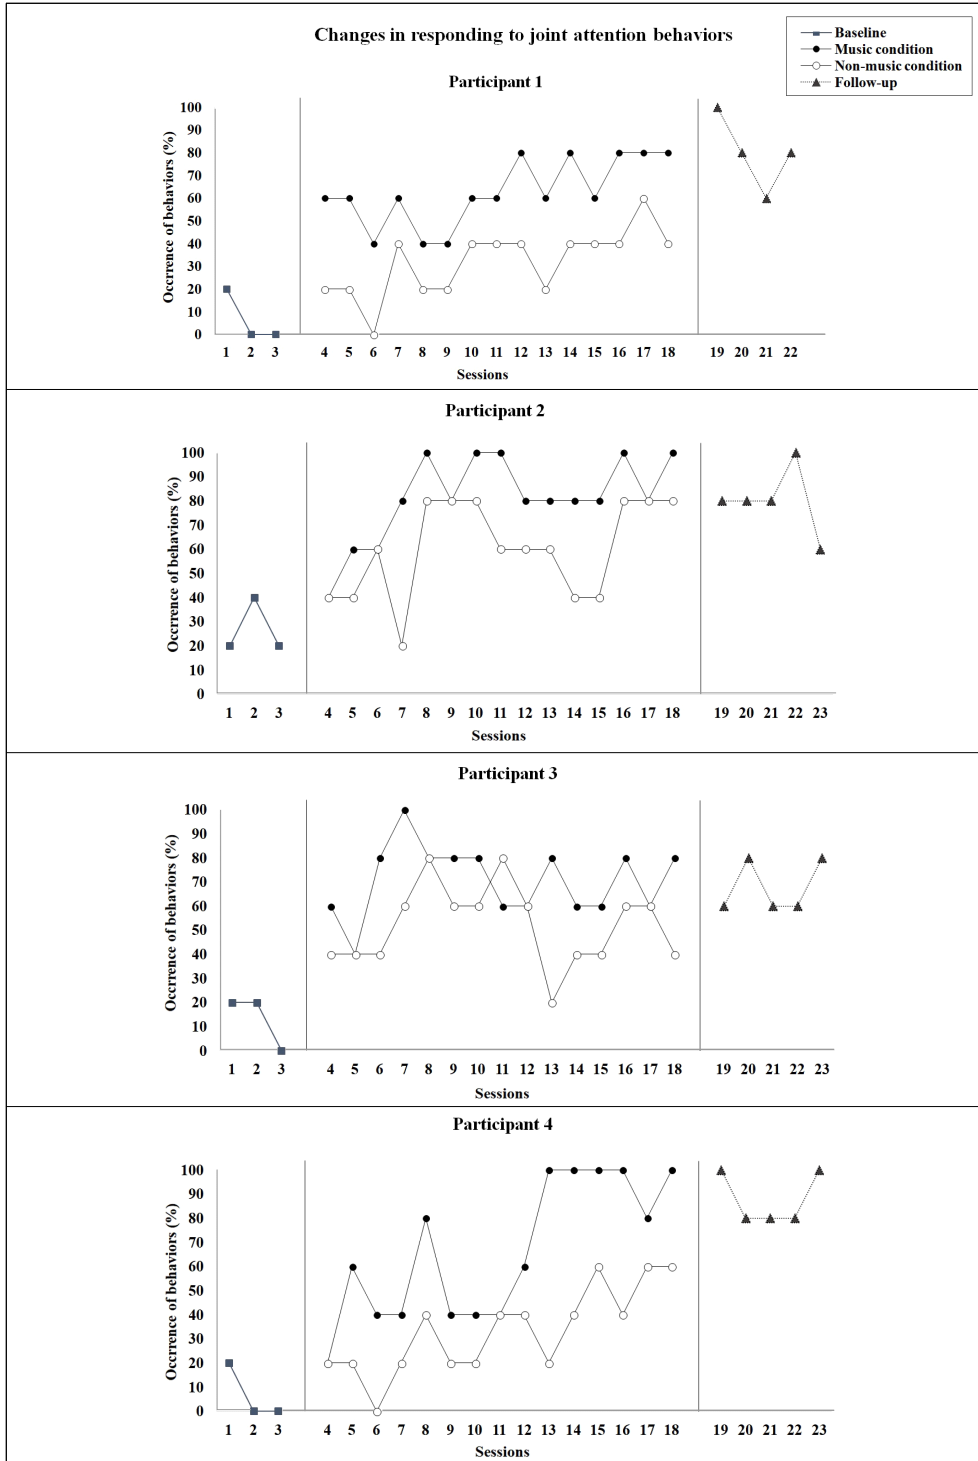 Changes in responding to joint attention behaviors
Baseline
Music condition
Non-music condition
Follow-up
Participant 1
Occrrence of behaviors (%)
100
90
80
70
60
50
40
30
20
10
0
1 2 3 4 5 6 7 8 9 10 11 12 13 14 15 16 17 18 19 20 21 22
Sessions
Participant 2
Occrrence of behaviors (%)
100
90
80
70
60
50
40
30
20
10
0
1 2 3 4 5 6 7 8 9 10 11 12 13 14 15 16 17 18 19 20 21 22 23
Sessions
Participant 3
Occrrence of behaviors (%)
100
90
80
70
60
50
40
30
20
10
0
1 2 3 4 5 6 7 8 9 10 11 12 13 14 15 16 17 18 19 20 21 22 23
Sessions
Participant 4
Occrrence of behaviors (%)
100
90
80
70
60
50
40
30
20
10
0
1 2 3 4 5 6 7 8 9 10 11 12 13 14 15 16 17 18 19 20 21 22 23
Sessions